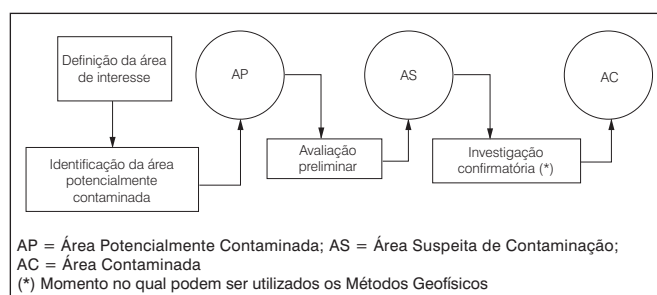 Definição da área
de interesse
AP
AS
AC
Identificação da área
potencialmente
contaminada
Avaliação
preliminar
Investigação
confirmatória (*)
AP = Área Potencialmente Contaminada; AS = Área Suspeita de Contaminação;
AC = Área Contaminada
(*) Momento no qual podem ser utilizados os Métodos Geofísicos